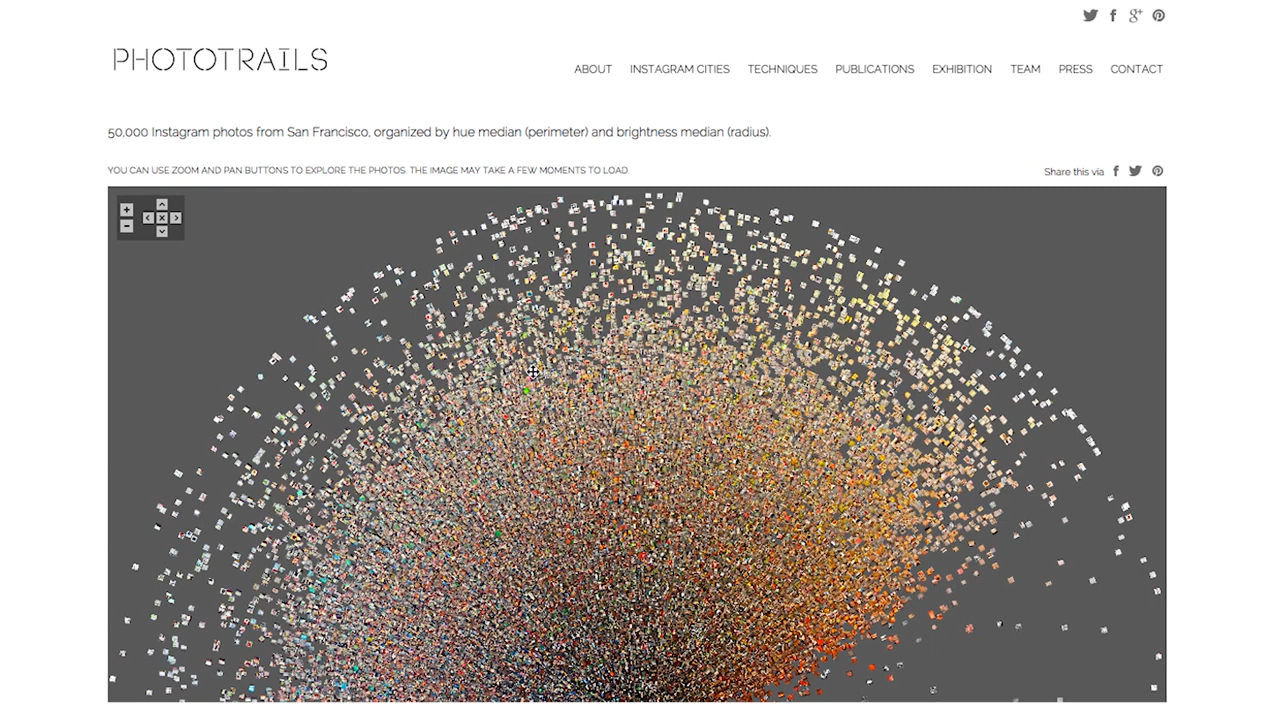 PHOTOTRAILS
ABOUT INSTAGRAM CITIES TECHNIQUES PUBLICATIONS EXHIBITION TEAM PRESS CONTACT
50,000 Instagram photos from San Francisco, organized by hue median (perimeter) and brightness median (radius).
YOU CAN USE ZOOM AND PAN BUTTONS TO EXPLORE THE PHOTOS. THE IMAGE MAY TAKE A FEW MOMENTS TO LOAD.
Share this via